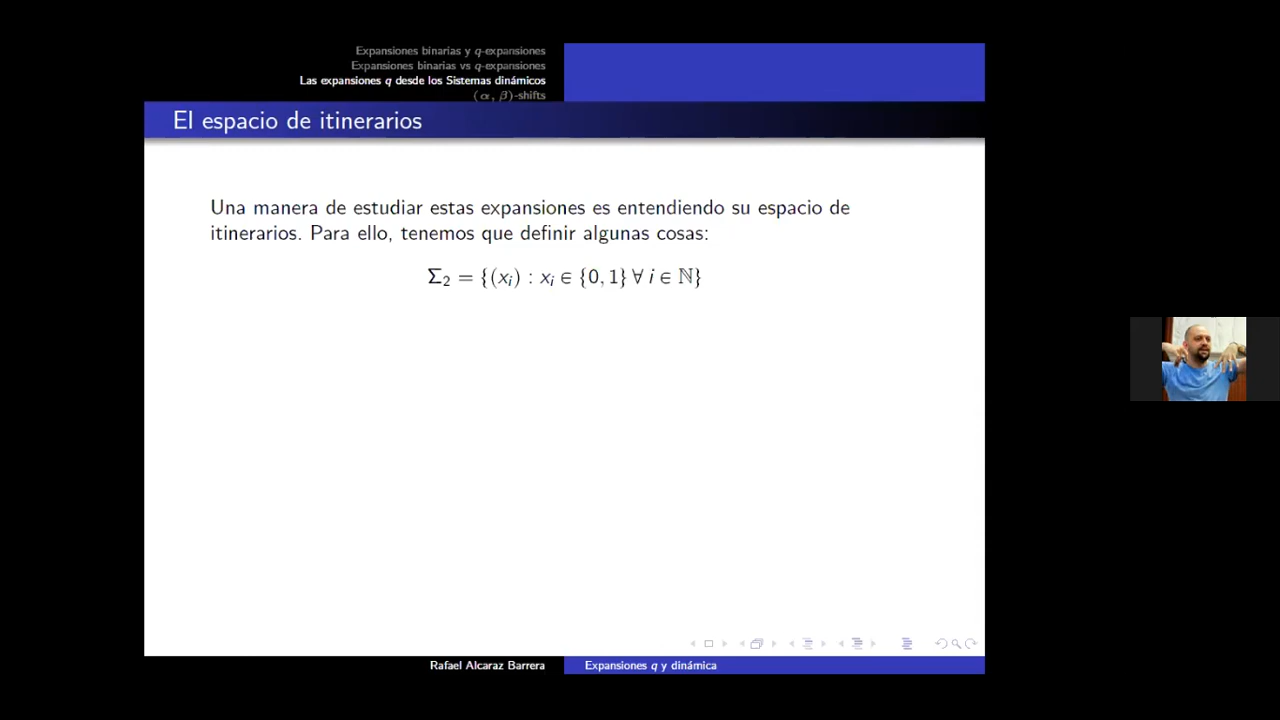 Expansiones binarias y q-expansiones
Expansiones binarias vs q-expansiones
Las expansiones q desde los Sistemas dinámicos
(α, β)-shifts
El espacio de itinerarios
Una manera de estudiar estas expansiones es entendiendo su espacio de
itinerarios. Para ello, tenemos que definir algunas cosas:
Σ₂ = {(xᵢ) : xᵢ ∈ {0, 1} ∀ i ∈ ℕ}
Rafael Alcaraz Barrera
Expansiones q y dinámica